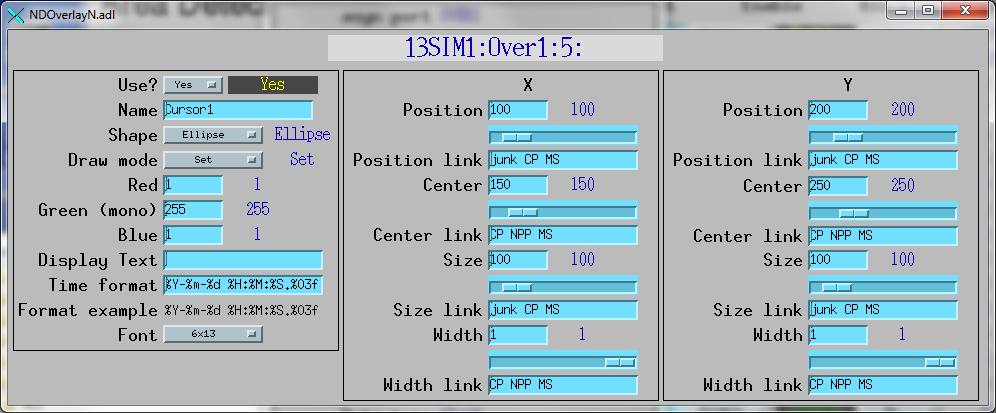 NDOverlayN.adl
13SIM1:Over1:5:
Use? Yes Yes
Name Cursor1
Shape Ellipse Ellipse
Draw mode Set Set
Red 1 1
Green (mono) 255 255
Blue 1 1
Display Text
Time format %Y-%m-%d %H:%M:%S.%03f
Format example %Y-%m-%d %H:%M:%S.%03f
Font 6x13
X
Position 100 100
Position link junk CP MS
Center 150 150
Center link CP NPP MS
Size 100 100
Size link junk CP MS
Width 1 1
Width link CP NPP MS
Y
Position 200 200
Position link junk CP MS
Center 250 250
Center link CP NPP MS
Size 100 100
Size link junk CP MS
Width 1 1
Width link CP NPP MS